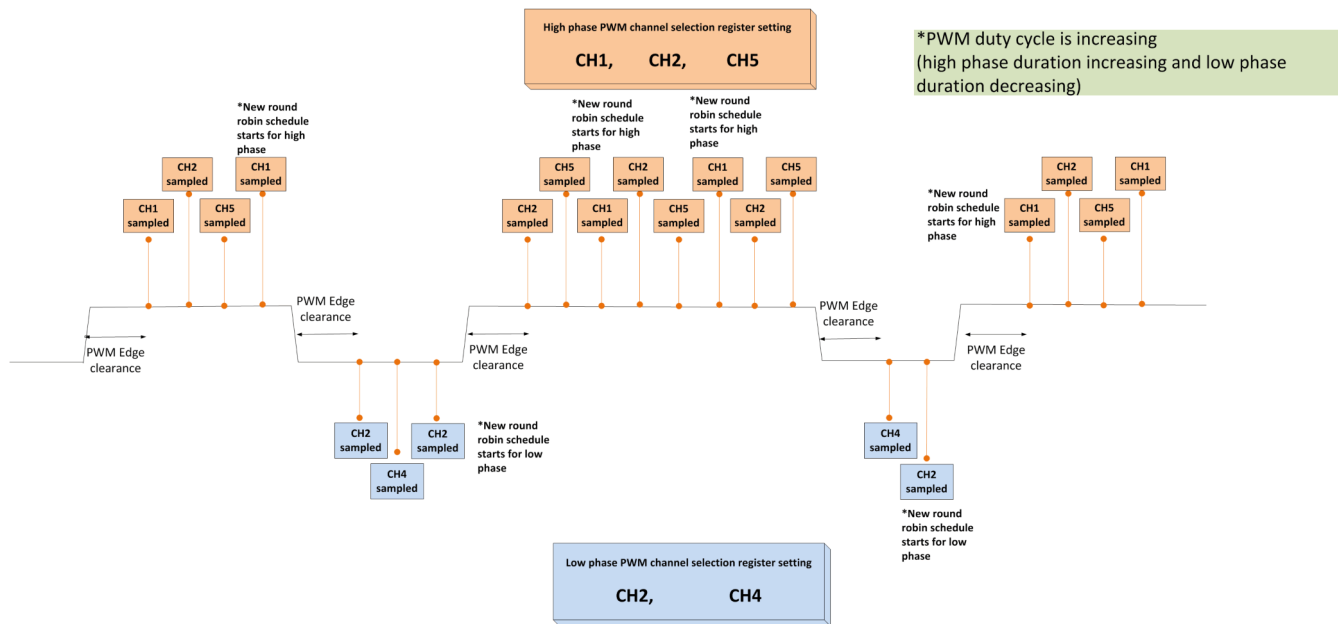 High phase PWM channel selection register setting
CH1, CH2, CH5
*PWM duty cycle is increasing
(high phase duration increasing and low phase
duration decreasing)
*New round
robin schedule
starts for high
phase
*New round
robin schedule
starts for high
phase
*New round
robin schedule
starts for high
phase
CH2
sampled
CH1
sampled
CH5
sampled
CH2
sampled
CH1
sampled
CH5
sampled
CH2
sampled
CH1
sampled
*New round
robin schedule
starts for high
phase
CH1
sampled
CH5
sampled
CH2
sampled
CH1
sampled
CH5
sampled
CH2
sampled
CH1
sampled
CH5
sampled
PWM Edge
clearance
PWM Edge
clearance
PWM Edge
clearance
PWM Edge
clearance
PWM Edge
clearance
CH2
sampled
CH2
sampled
*New round
robin schedule
starts for low
phase
CH4
sampled
CH4
sampled
CH2
sampled
*New round
robin schedule
starts for low
phase
Low phase PWM channel selection register setting
CH2, CH4